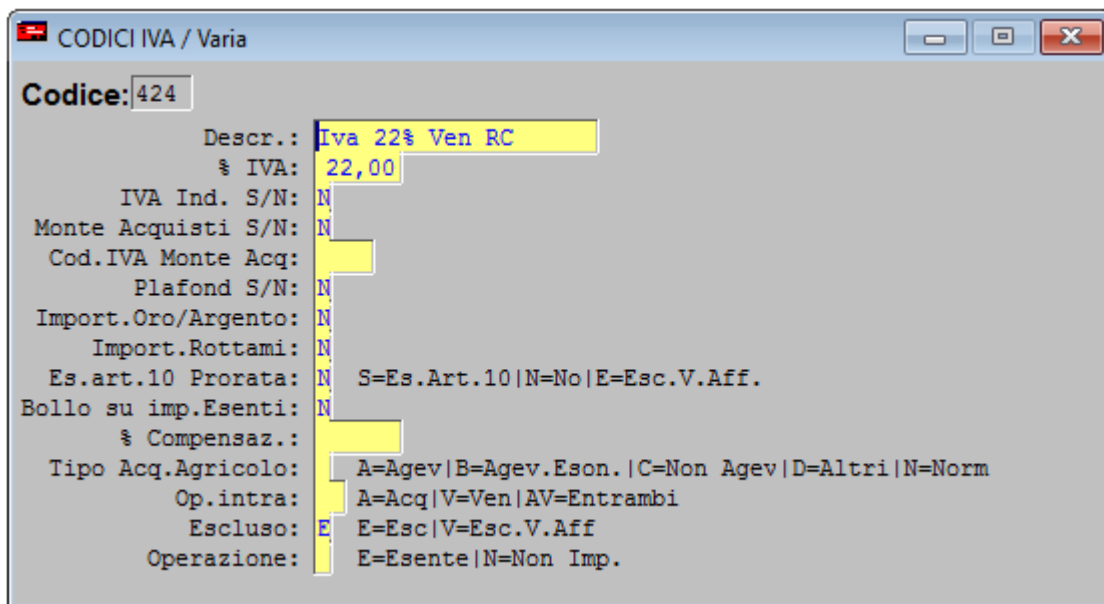 CODICI IVA / Varia
Codice: 424
Descr.: Iva 22% Ven RC
% IVA: 22,00
IVA Ind. S/N: N
Monte Acquisti S/N: N
Cod.IVA Monte Acq:
Plafond S/N: N
Import.Oro/Argento: N
Import.Rottami: N
Es.art.10 Prorata: N S=Es.Art.10|N=No|E=Esc.V.Aff.
Bollo su imp.Esenti: N
% Compensaz.:
Tipo Acq.Agricolo: A=Agev|B=Agev.Eson.|C=Non Agev|D=Altri|N=Norm
Op.intra: A=Acq|V=Ven|AV=Entrambi
Escluso: E E=Esc|V=Esc.V.Aff
Operazione: E=Esente|N=Non Imp.